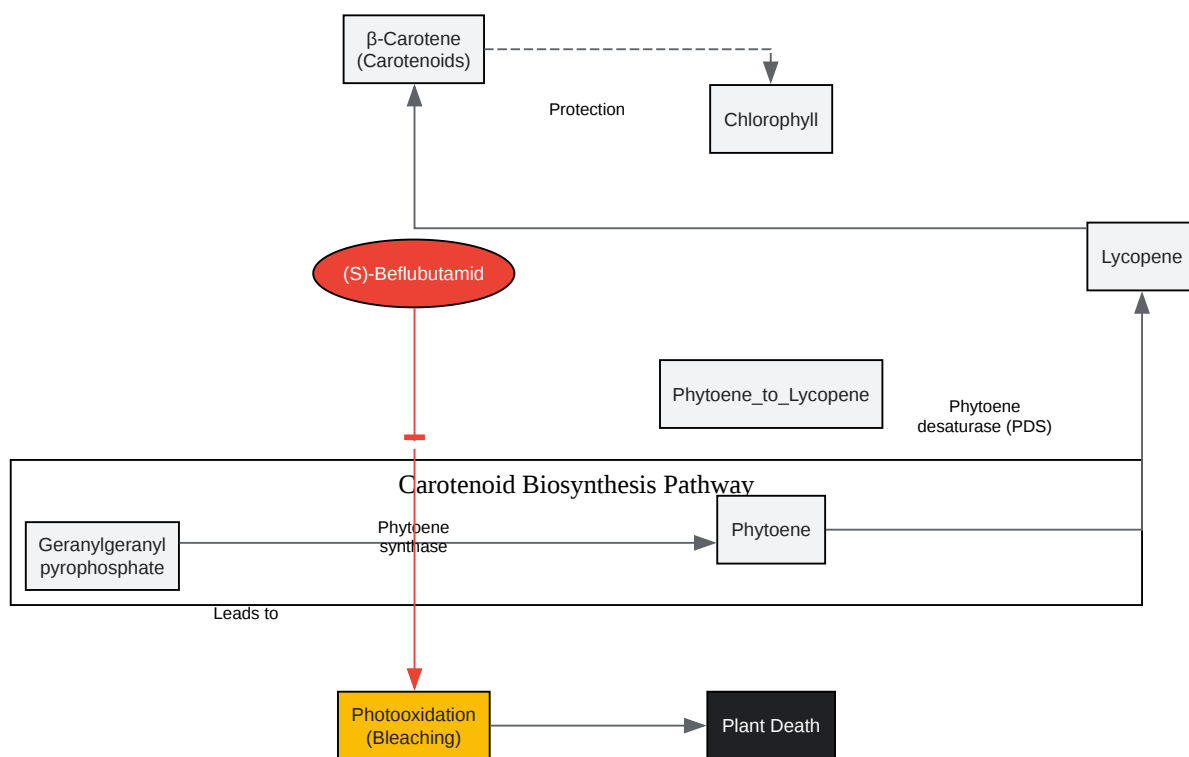 β-Carotene
(Carotenoids)
Protection
Chlorophyll
Lycopene
(S)-Beflubutamid
Phytoene_to_Lycopene
Phytoene
desaturase (PDS)
Carotenoid Biosynthesis Pathway
Geranylgeranyl
pyrophosphate
Phytoene
synthase
Phytoene
Leads to
Photooxidation
(Bleaching)
Plant Death